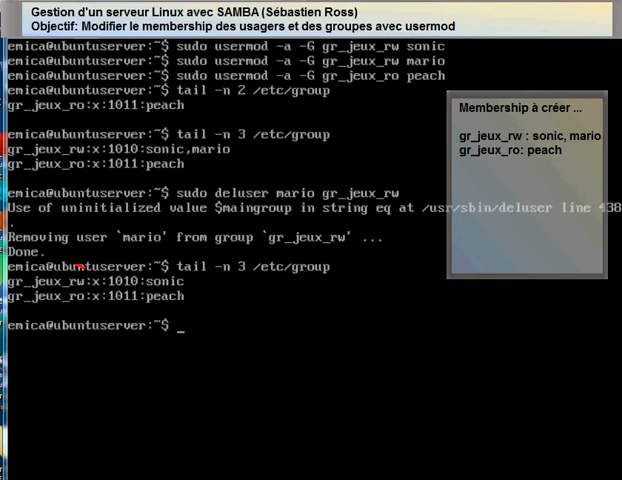 Gestion d'un serveur Linux avec SAMBA (Sébastien Ross)
Objectif: Modifier le membership des usagers et des groupes avec usermod
emica@ubuntuserver:~$ sudo usermod -a -G gr_jeux_rw sonic
emica@ubuntuserver:~$ sudo usermod -a -G gr_jeux_rw mario
emica@ubuntuserver:~$ sudo usermod -a -G gr_jeux_ro peach
emica@ubuntuserver:~$ tail -n 2 /etc/group
gr_jeux_ro:x:1011:peach
emica@ubuntuserver:~$ tail -n 3 /etc/group
gr_jeux_rw:x:1010:sonic,mario
gr_jeux_ro:x:1011:peach
emica@ubuntuserver:~$ sudo deluser mario gr_jeux_rw
Use of uninitialized value $maingroup in string eq at /usr/sbin/deluser line 438
Removing user `mario' from group `gr_jeux_rw' ...
Done.
emica@ubuntuserver:~$ tail -n 3 /etc/group
gr_jeux_rw:x:1010:sonic
gr_jeux_ro:x:1011:peach
emica@ubuntuserver:~$ _
Membership à créer ...
gr_jeux_rw : sonic, mario
gr_jeux_ro: peach